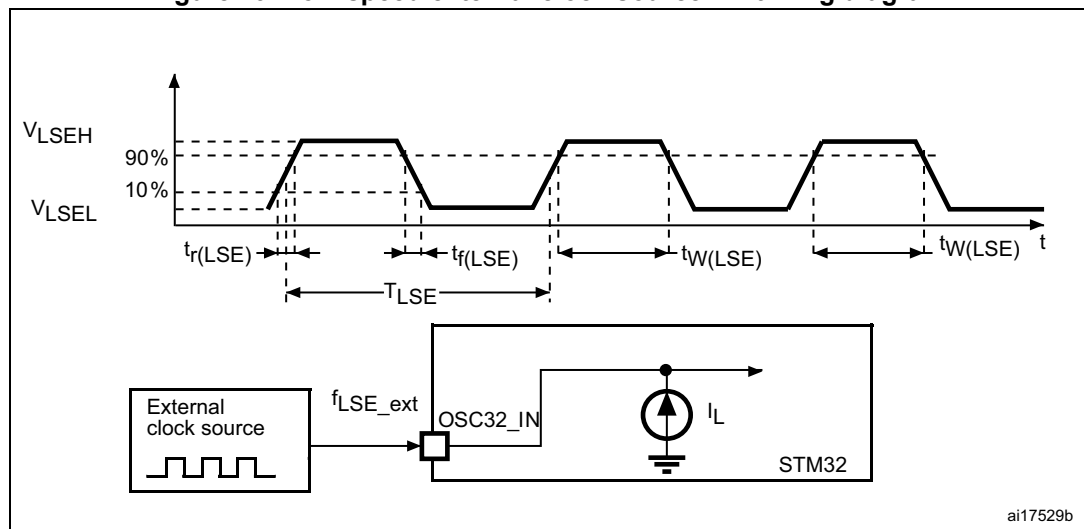 V_LSEH
90%
10%
V_LSEL
t_r(LSE)
t_f(LSE)
t_W(LSE)
t_W(LSE)
t
T_LSE
External
clock source
f_LSE_ext
OSC32_IN
I_L
STM32
ai17529b